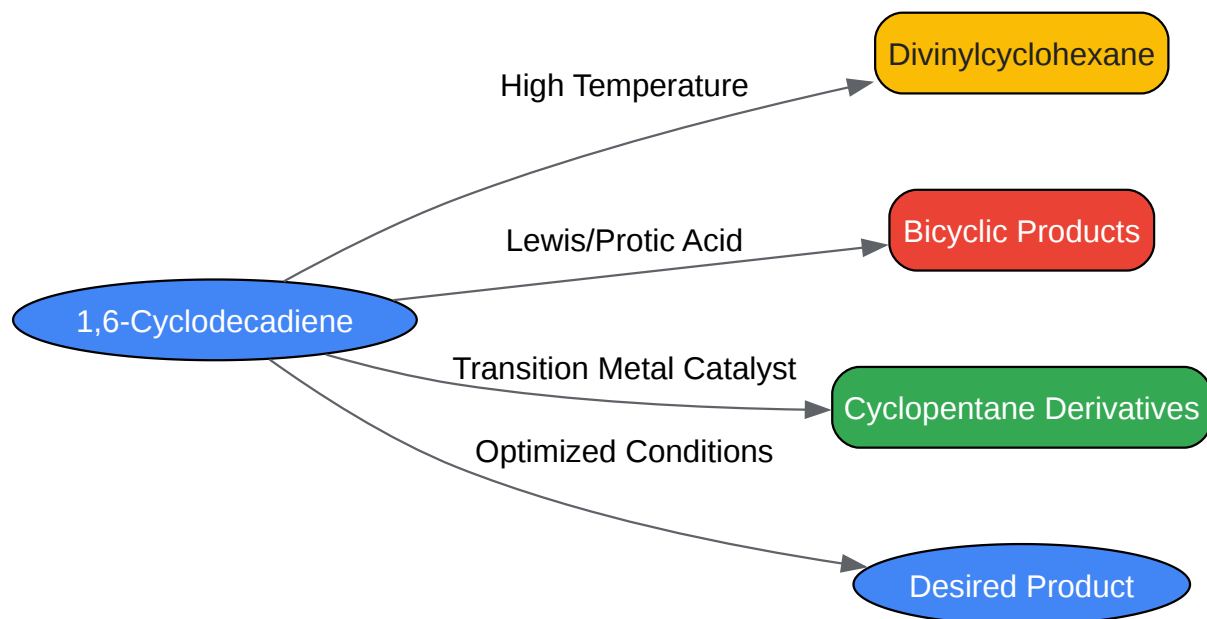 Divinylcyclohexane
High Temperature
Bicyclic Products
Lewis/Protic Acid
1,6-Cyclodecadiene
Transition Metal Catalyst
Cyclopentane Derivatives
Optimized Conditions
Desired Product